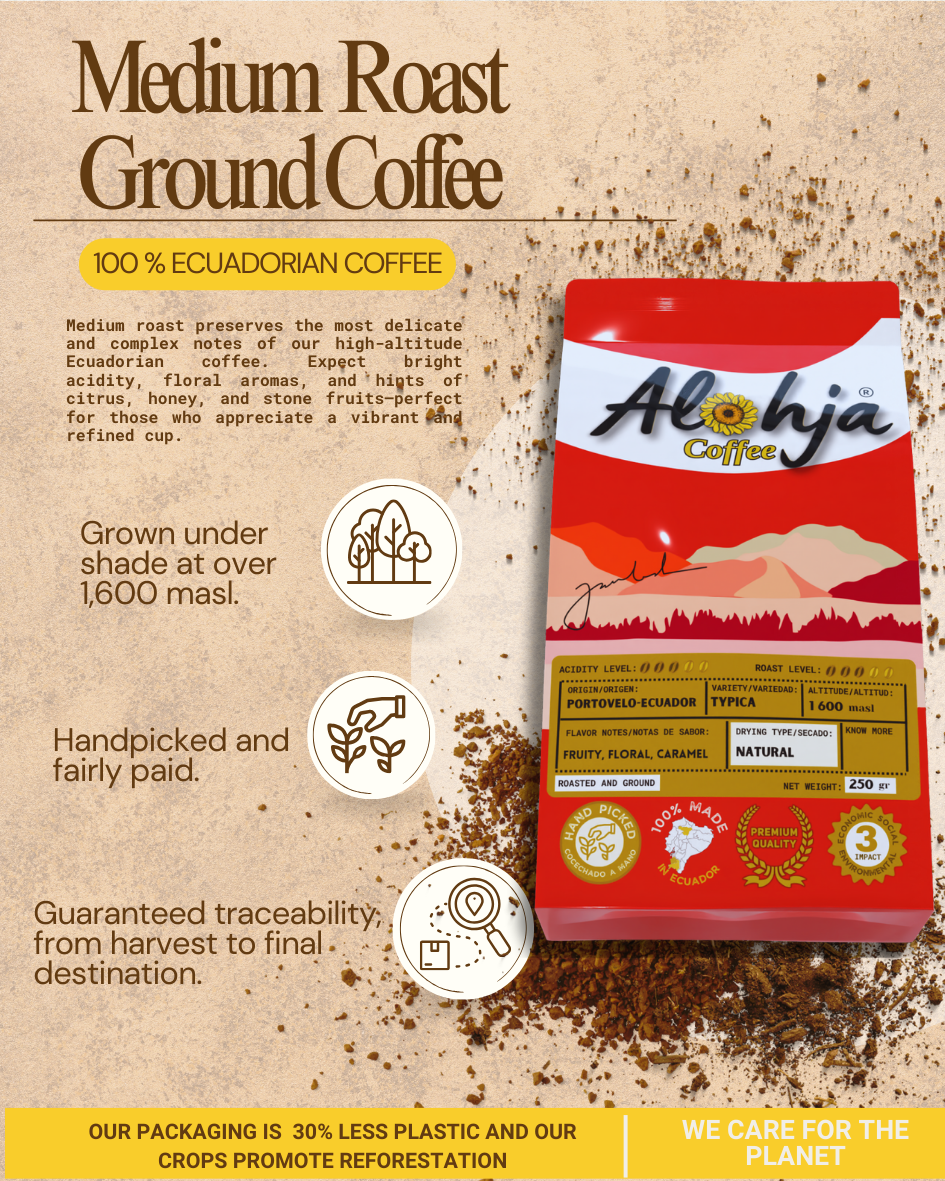 Medium Roast
Ground Coffee
100 % ECUADORIAN COFFEE
Medium roast preserves the most delicate
and complex notes of our high-altitude
Ecuadorian coffee. Expect bright
acidity, floral aromas, and hints of
citrus, honey, and stone fruits—perfect
for those who appreciate a vibrant and
refined cup.
Grown under
shade at over
1,600 masl.
Handpicked and
fairly paid.
Guaranteed traceability,
from harvest to final
destination.
Alohja ®
Coffee
ACIDITY LEVEL:
ROAST LEVEL:
ORIGIN/ORIGEN:
PORTOVELO-ECUADOR
VARIETY/VARIEDAD:
TYPICA
ALTITUDE/ALTITUD:
1600 masl
FLAVOR NOTES/NOTAS DE SABOR:
FRUITY, FLORAL, CARAMEL
DRYING TYPE/SECADO:
NATURAL
KNOW MORE
ROASTED AND GROUND
NET WEIGHT: 250 gr
HAND PICKED
COCECHADO A MANO
100% MADE
IN ECUADOR
PREMIUM
QUALITY
ECONOMIC SOCIAL
3
IMPACT
ENVIRONMENTAL
OUR PACKAGING IS 30% LESS PLASTIC AND OUR
CROPS PROMOTE REFORESTATION
WE CARE FOR THE
PLANET